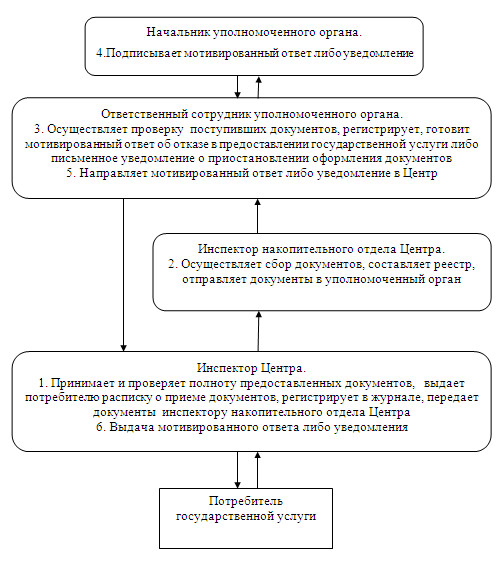 Начальник уполномоченного органа.
4.Подписывает мотивированный ответ либо уведомление
Ответственный сотрудник уполномоченного органа.
3. Осуществляет проверку поступивших документов, регистрирует, готовит
мотивированный ответ об отказе в предоставлении государственной услуги либо
письменное уведомление о приостановлении оформления документов
5. Направляет мотивированный ответ либо уведомление в Центр
Инспектор накопительного отдела Центра.
2. Осуществляет сбор документов, составляет реестр,
отправляет документы в уполномоченный орган
Инспектор Центра.
1. Принимает и проверяет полноту предоставленных документов, выдает
потребителю расписку о приеме документов, регистрирует в журнале, передает
документы инспектору накопительного отдела Центра
6. Выдача мотивированного ответа либо уведомления
Потребитель
государственной услуги